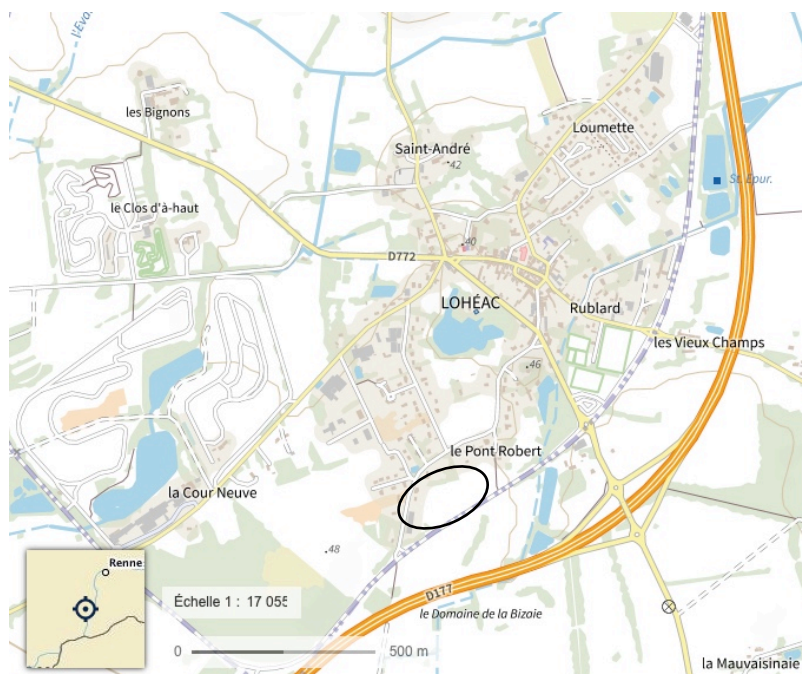 l'Eva
les Bignons
Loumette
Saint-André
42
St. Epur.
le Clos d'à-haut
40
D772
LOHÉAC
Rublard
les Vieux Champs
46
le Pont Robert
la Cour Neuve
48
Renne
D177
Échelle 1 : 17 055
le Domaine de la Bizaie
0 500 m
la Mauvaisinaie